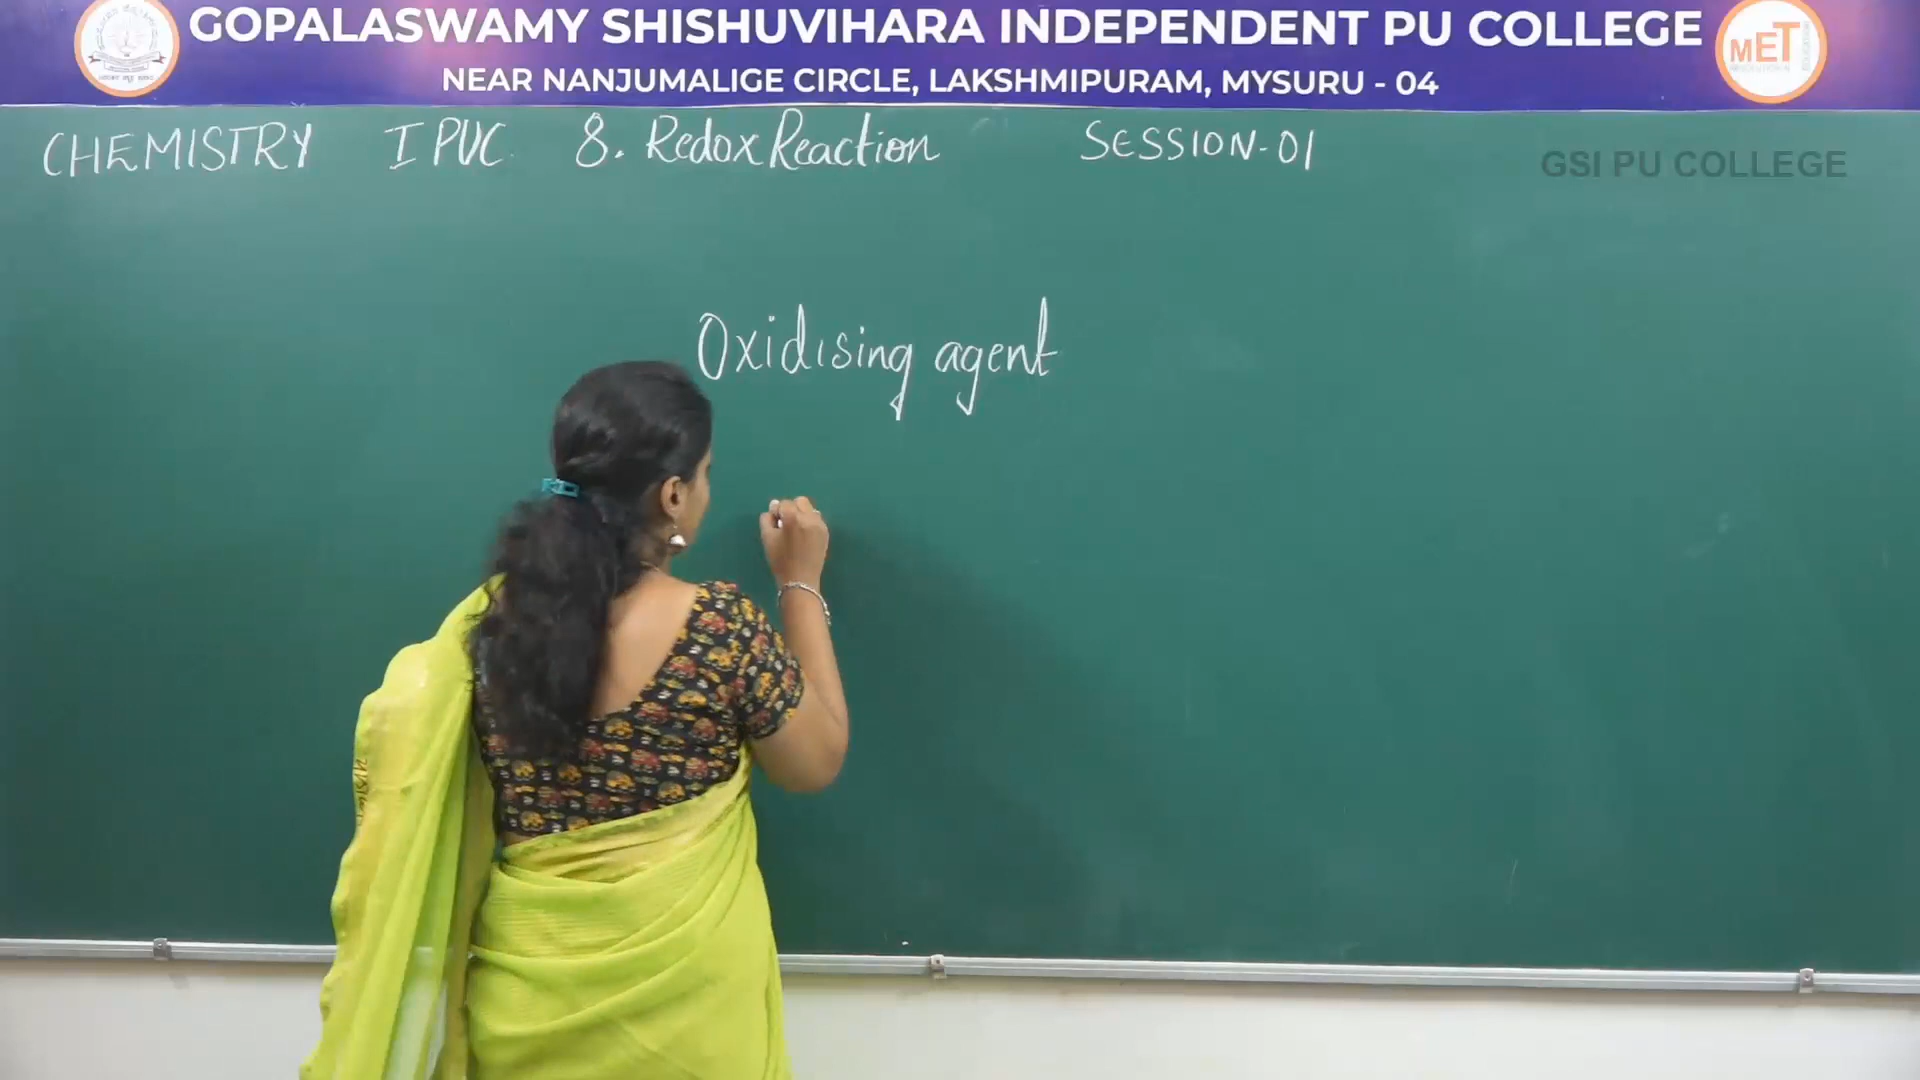 GOPALASWAMY SHISHUVIHARA INDEPENDENT PU COLLEGE
NEAR NANJUMALIGE CIRCLE, LAKSHMIPURAM, MYSURU - 04
MET
CHEMISTRY I PUC 8. Redox Reaction SESSION-01
GSI PU COLLEGE
Oxidising agent